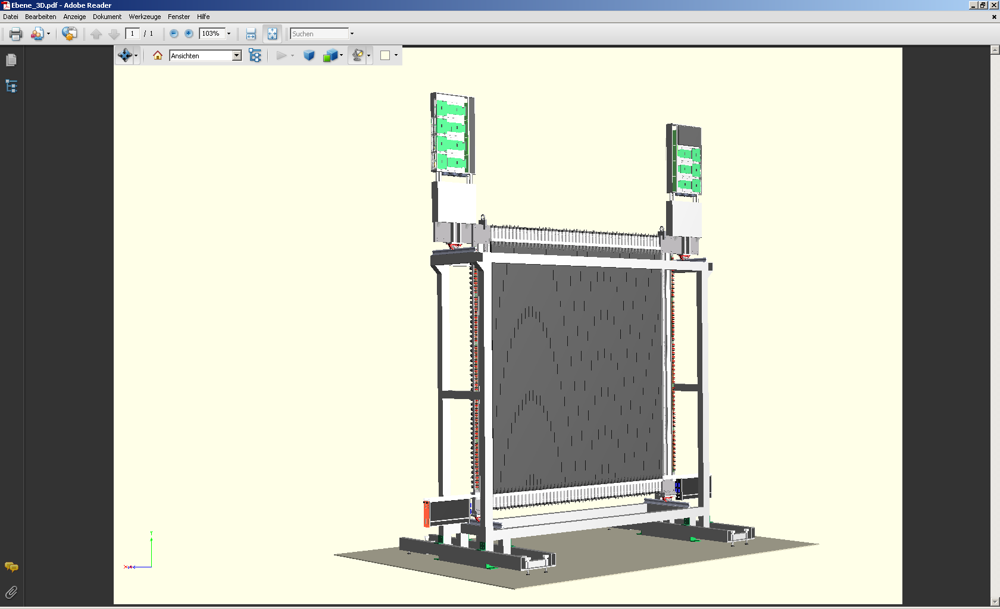 Ebene_3D.pdf - Adobe Reader
Datei Bearbeiten Anzeige Dokument Werkzeuge Fenster Hilfe
1 / 1 103% Suchen
Ansichten
Y
X